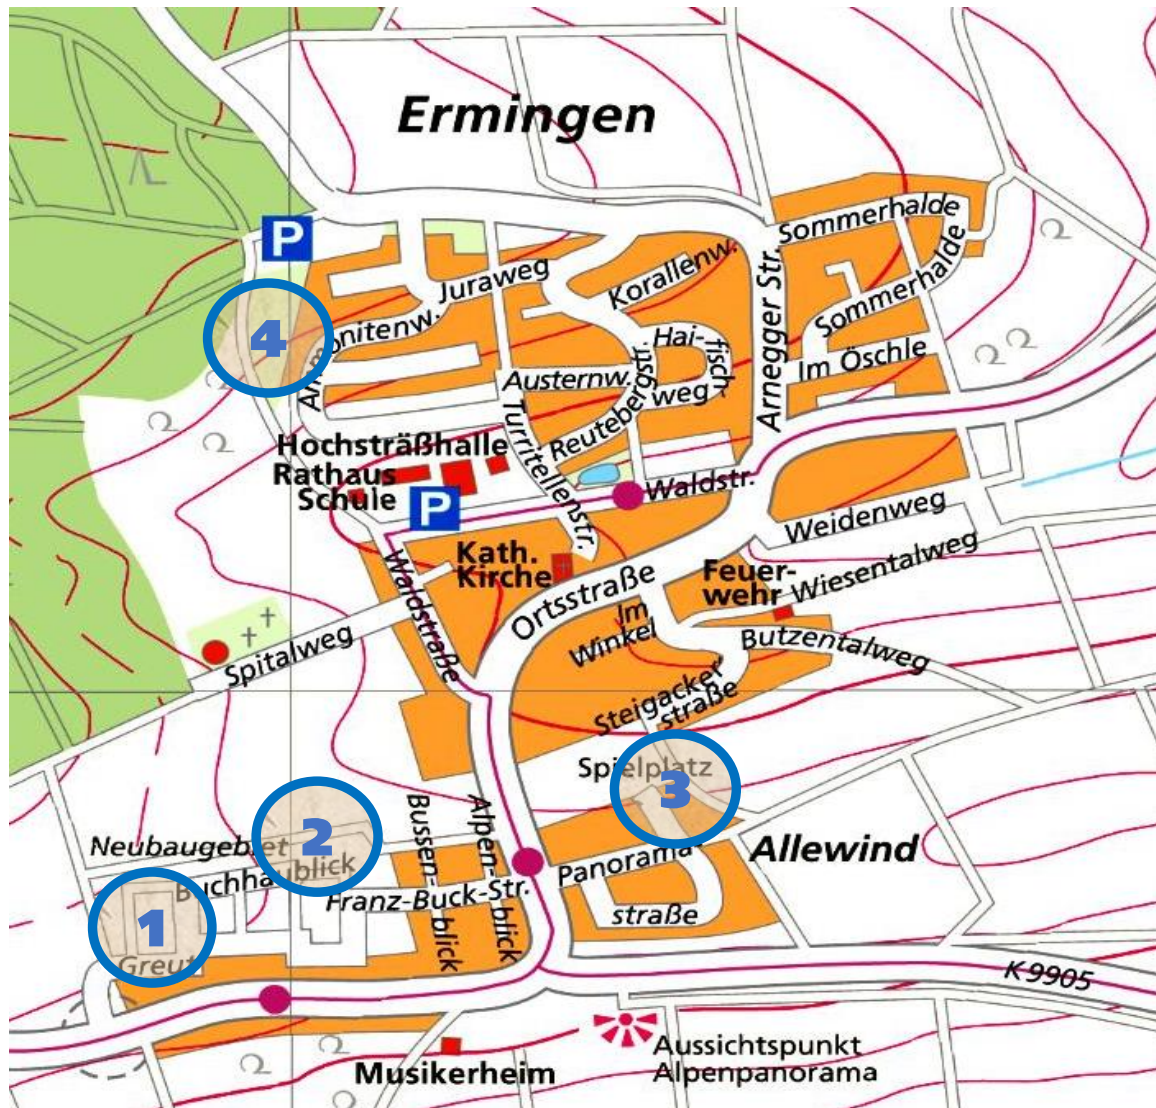 Ermingen
Sommerhalde
P
Juraweg
Korallenw.
Arnegger Str.
Sommerhalde
4
Ammonitenw.
Hai-
fisch-
weg
Im Öschle
Austernw.
Reutebergstr.
Turritellenstr.
Hochsträßhalle
Rathaus
Schule
P
Waldstr.
Weidenweg
Kath.
Kirche
Waldstraße
Ortsstraße
Feuer-
wehr
Wiesentalweg
Im
Winkel
Butzentalweg
Spitalweg
Steigacker-
straße
Spielplatz
3
Neubaugebiet
2
Buchhaublick
Bussen-
blick
Alpen-
blick
Panorama-
straße
Allewind
Franz-Buck-Str.
1
Greut
K 9905
Aussichtspunkt
Alpenpanorama
Musikerheim